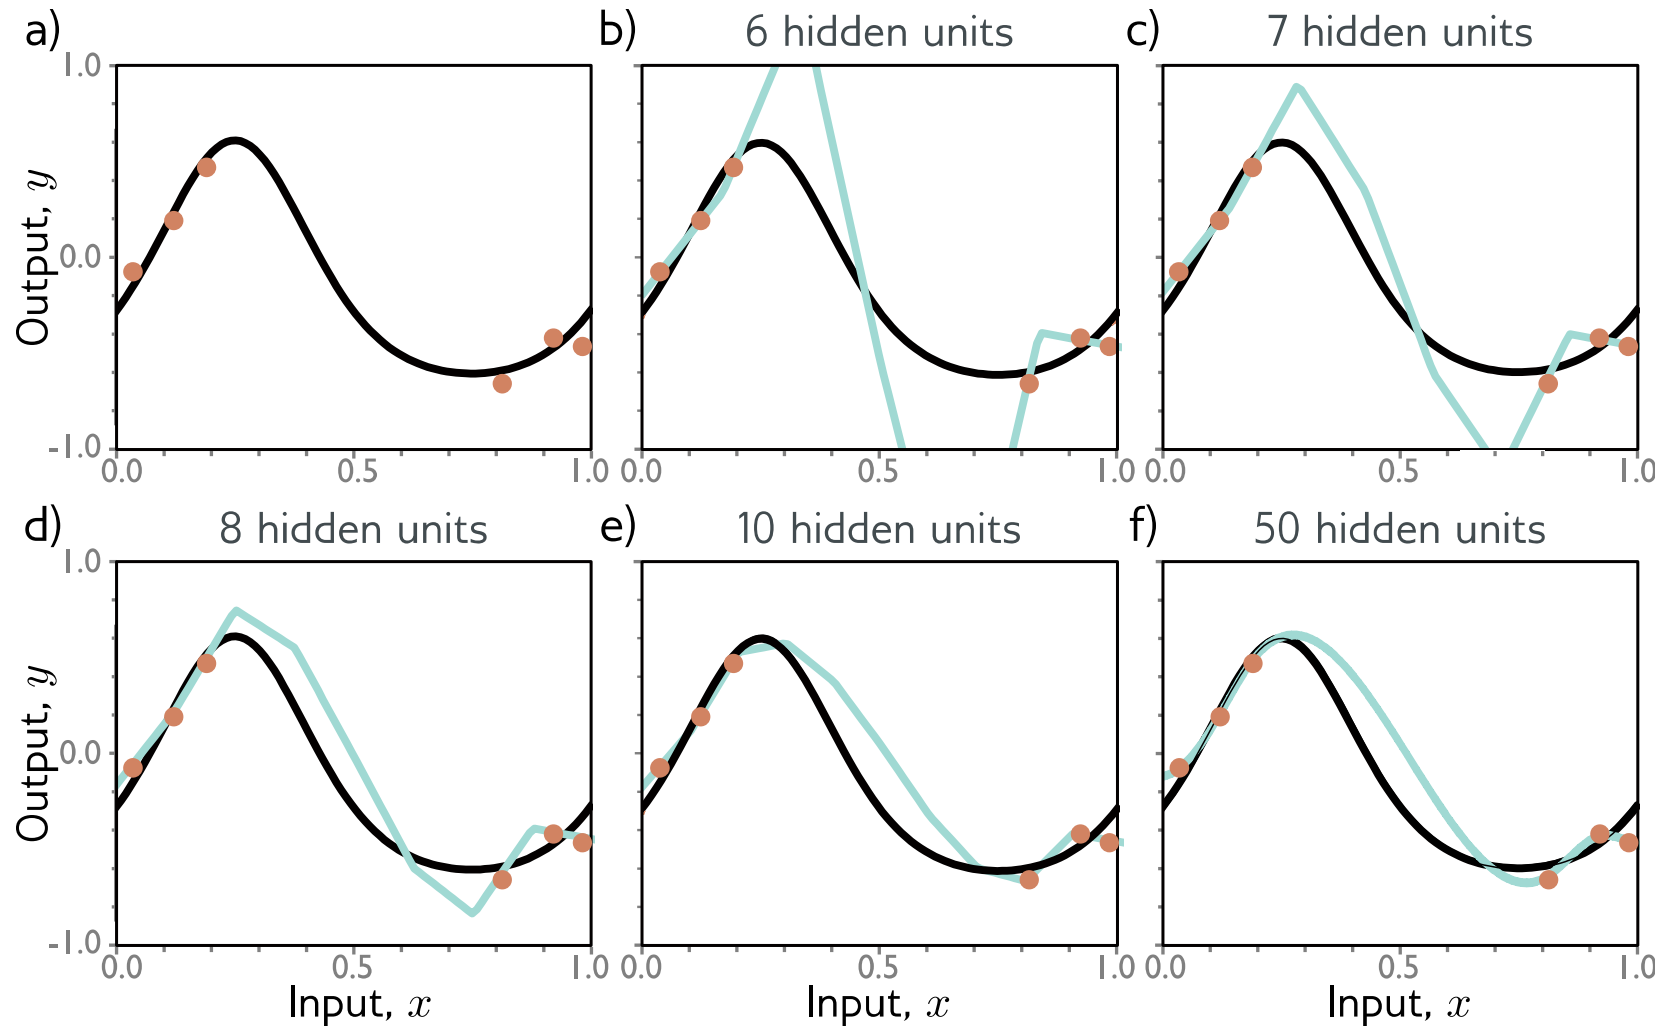 a)
b) 6 hidden units
c) 7 hidden units
Output, y
1.0
0.0
-1.0
0.0 0.5 1.0
0.0 0.5 1.0
0.0 0.5 1.0
d) 8 hidden units
e) 10 hidden units
f) 50 hidden units
Output, y
1.0
0.0
-1.0
0.0 0.5 1.0
0.0 0.5 1.0
0.0 0.5 1.0
Input, x
Input, x
Input, x